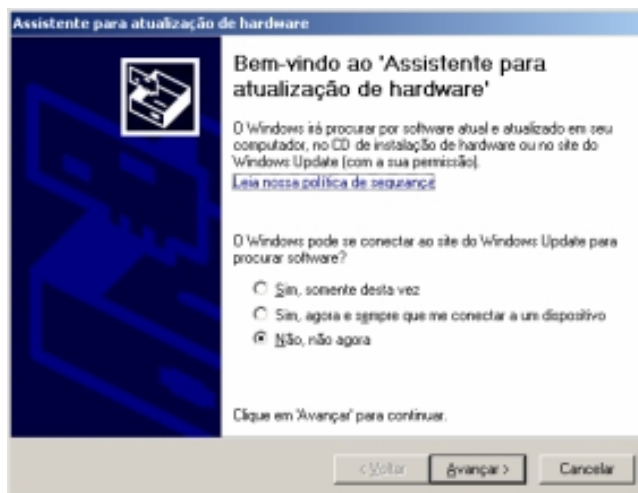 Assistente para atualização de hardware
Bem-vindo ao 'Assistente para
atualização de hardware'
O Windows irá procurar por software atual e atualizado em seu
computador, no CD de instalação de hardware ou no site do
Windows Update (com a sua permissão).
Leia nossa política de segurança
O Windows pode se conectar ao site do Windows Update para
procurar software?
Sim, somente desta vez
Sim, agora e sempre que me conectar a um dispositivo
Não, não agora
Clique em 'Avançar' para continuar.
< Voltar Avançar > Cancelar